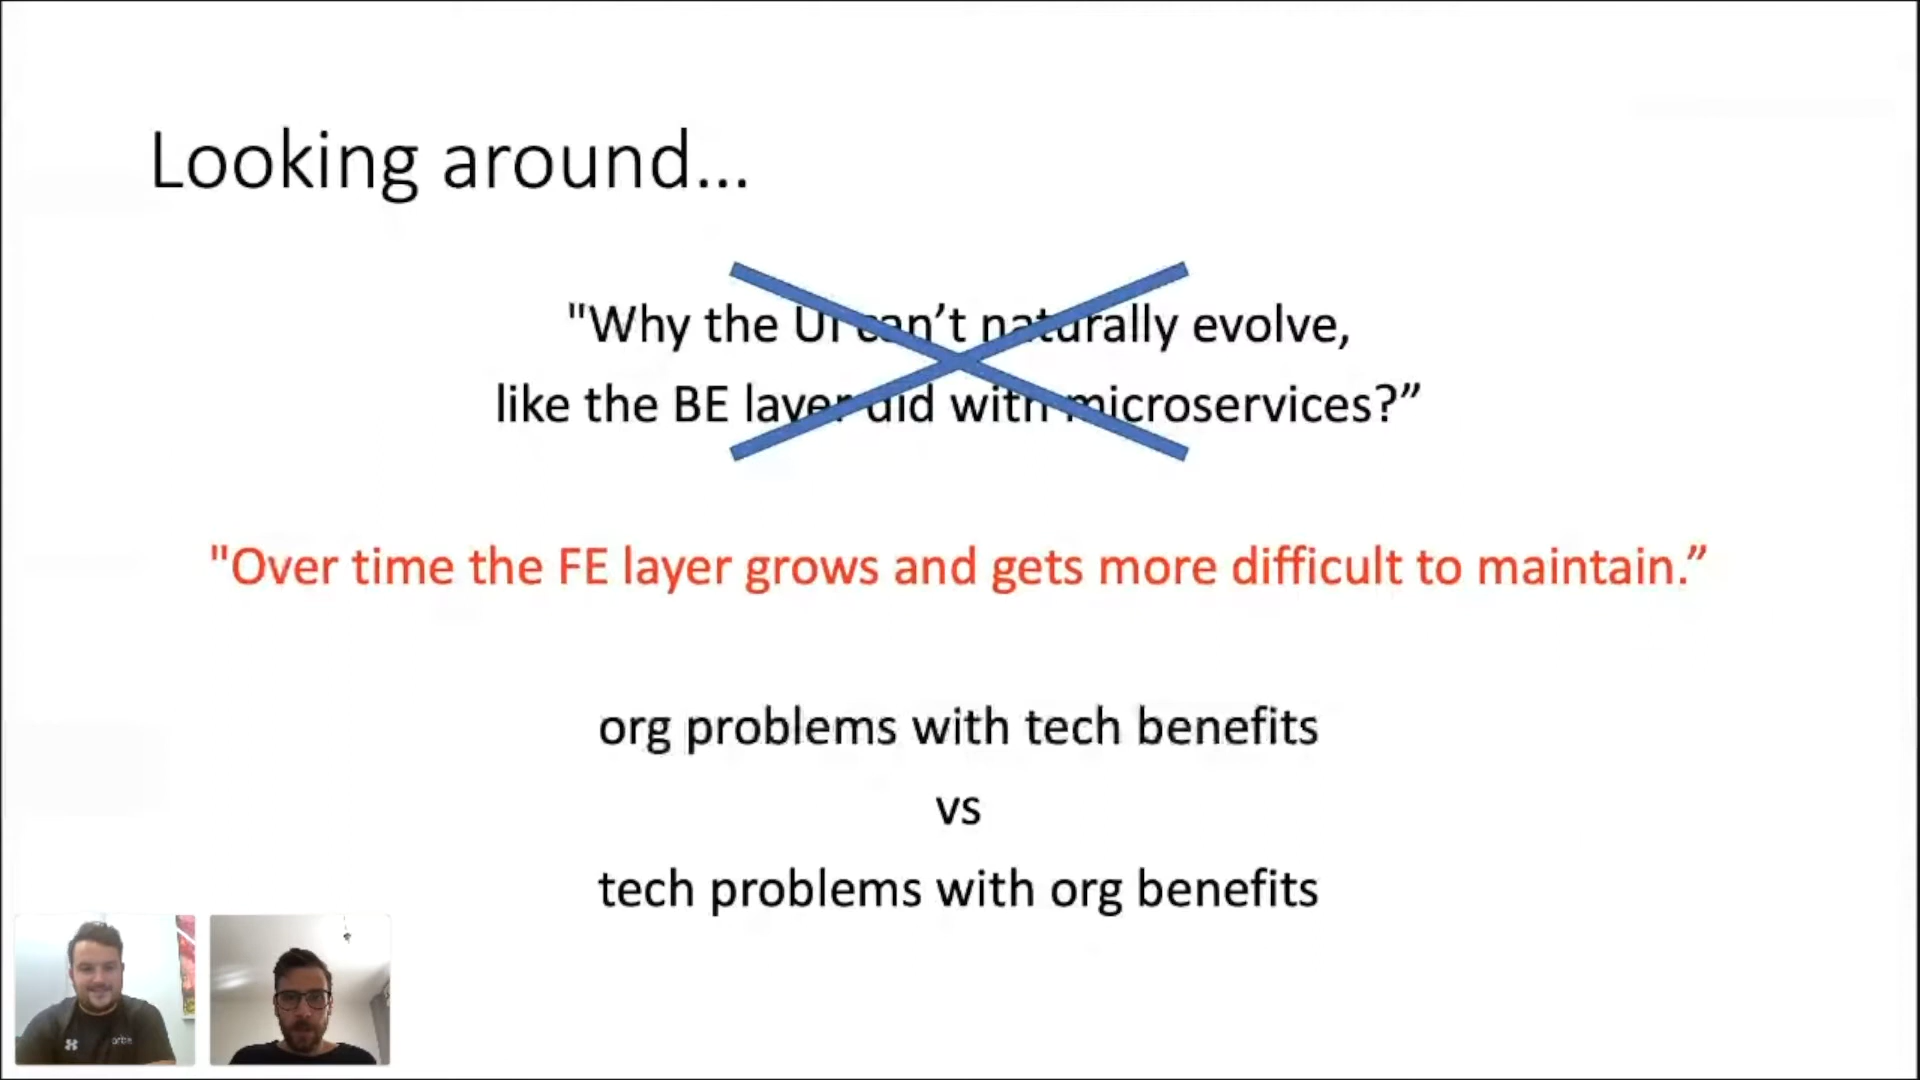 Looking around...
"Why the UI can’t naturally evolve,
like the BE layer did with microservices?”
"Over time the FE layer grows and gets more difficult to maintain.”
org problems with tech benefits
vs
tech problems with org benefits